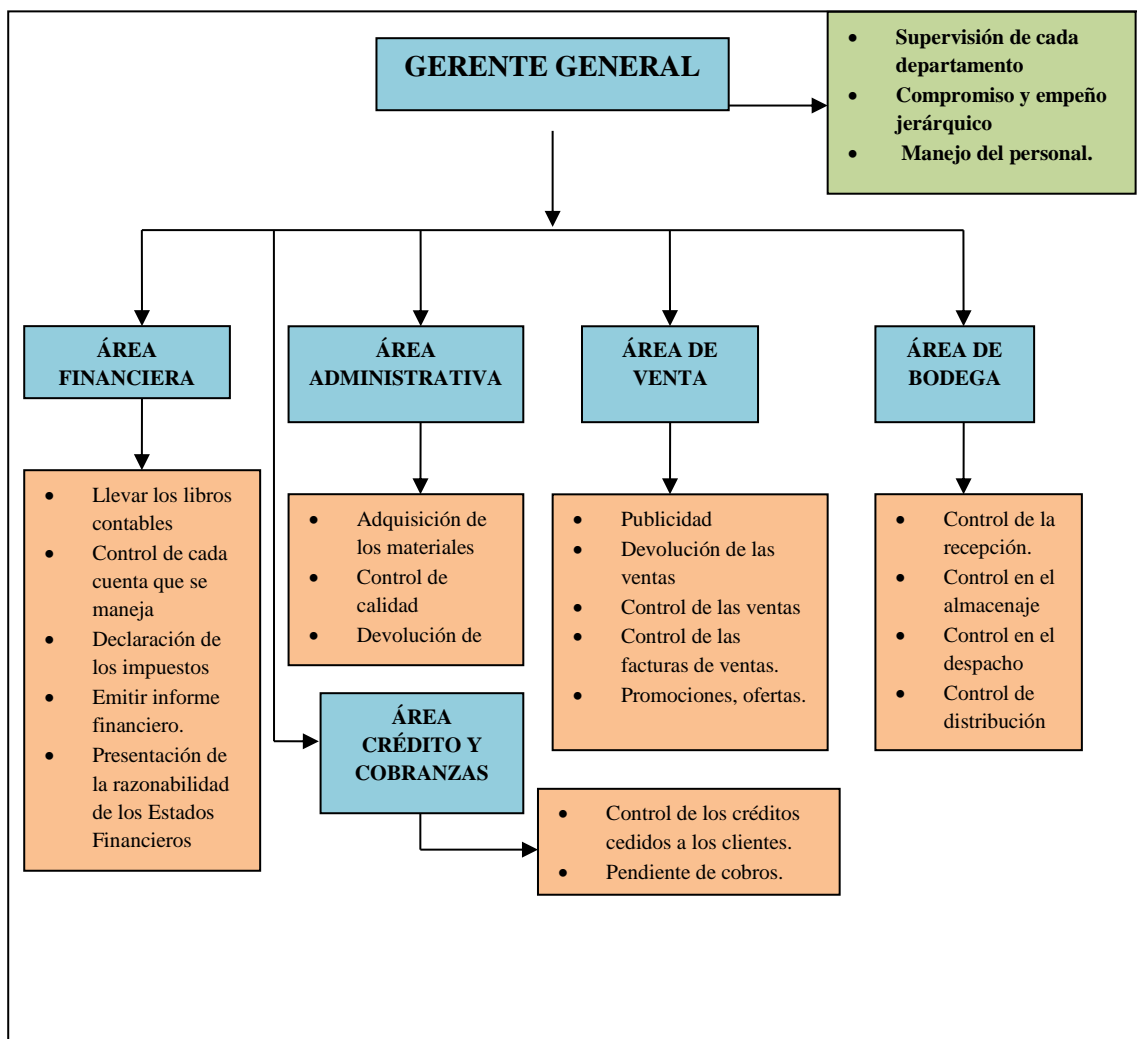 GERENTE GENERAL
• Supervisión de cada
departamento
• Compromiso y empeño
jerárquico
• Manejo del personal.
ÁREA
FINANCIERA
ÁREA
ADMINISTRATIVA
ÁREA DE
VENTA
ÁREA DE
BODEGA
• Llevar los libros
contables
• Control de cada
cuenta que se
maneja
• Declaración de
los impuestos
• Emitir informe
financiero.
• Presentación de
la razonabilidad
de los Estados
Financieros
• Adquisición de
los materiales
• Control de
calidad
• Devolución de
• Publicidad
• Devolución de las
ventas
• Control de las ventas
• Control de las
facturas de ventas.
• Promociones, ofertas.
• Control de la
recepción.
• Control en el
almacenaje
• Control en el
despacho
• Control de
distribución
ÁREA
CRÉDITO Y
COBRANZAS
• Control de los créditos
cedidos a los clientes.
• Pendiente de cobros.